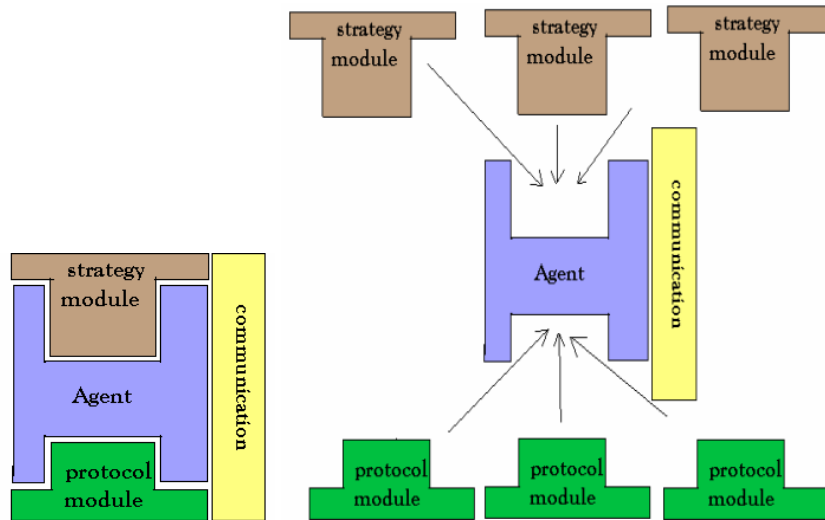 strategy
module
Agent
protocol
module
communication
strategy
module
strategy
module
strategy
module
Agent
communication
protocol
module
protocol
module
protocol
module